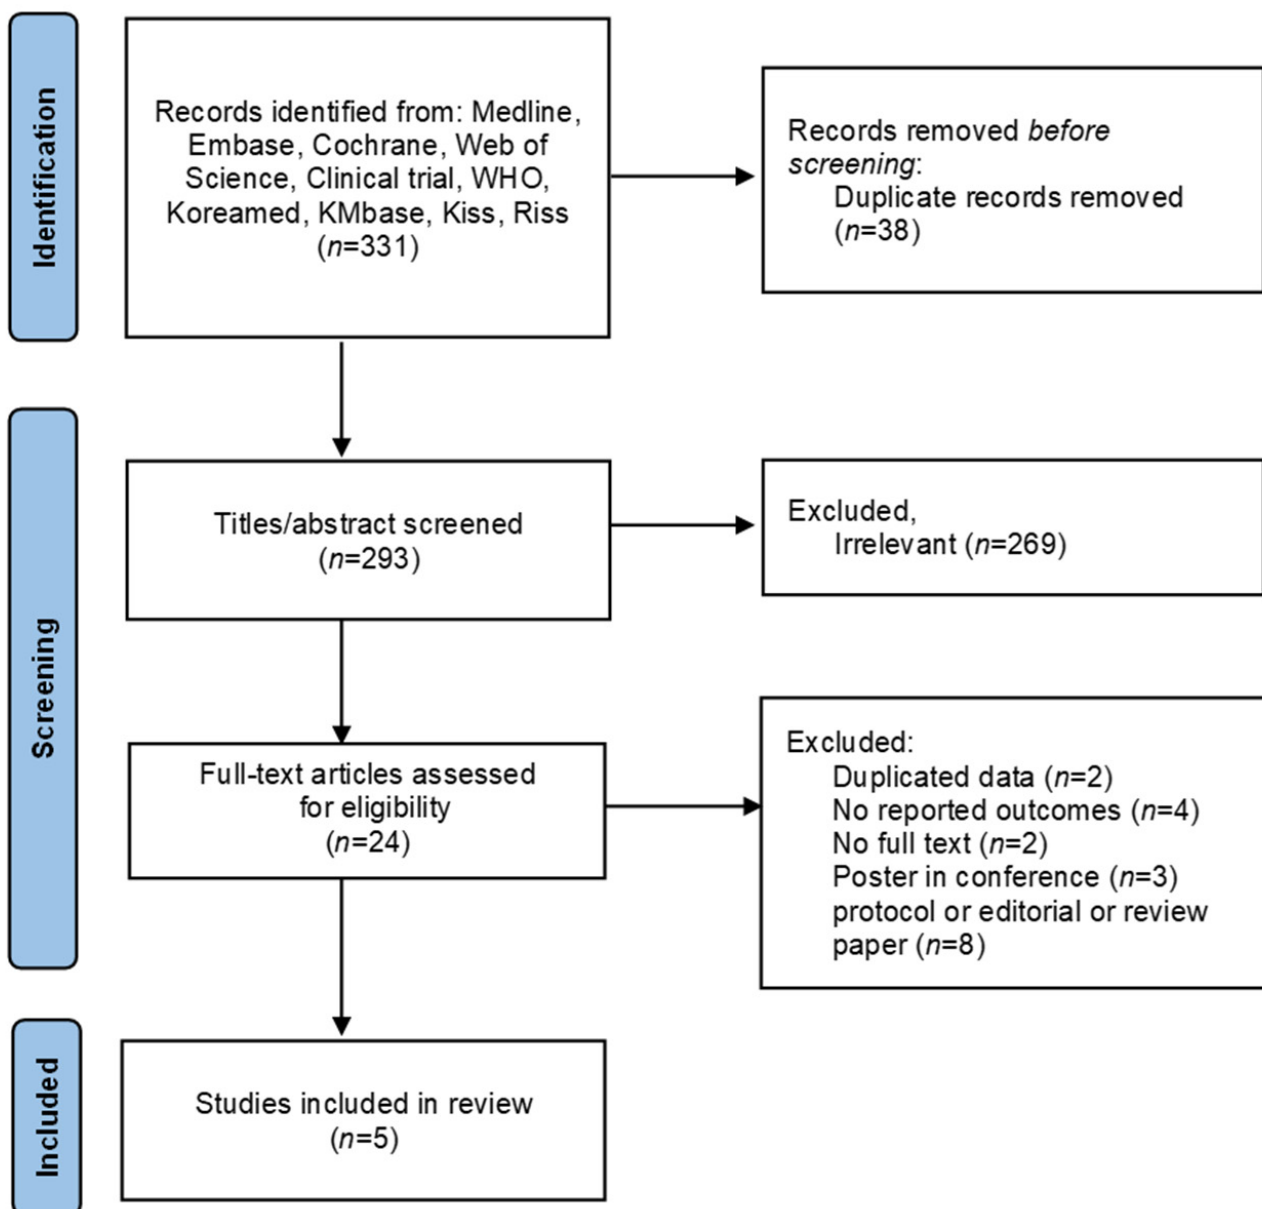 Identification
Records identified from: Medline,
Embase, Cochrane, Web of
Science, Clinical trial, WHO,
Koreamed, KMbase, Kiss, Riss
(n=331)
Records removed before
screening:
Duplicate records removed
(n=38)
Screening
Titles/abstract screened
(n=293)
Excluded,
Irrelevant (n=269)
Full-text articles assessed
for eligibility
(n=24)
Excluded:
Duplicated data (n=2)
No reported outcomes (n=4)
No full text (n=2)
Poster in conference (n=3)
protocol or editorial or review
paper (n=8)
Included
Studies included in review
(n=5)